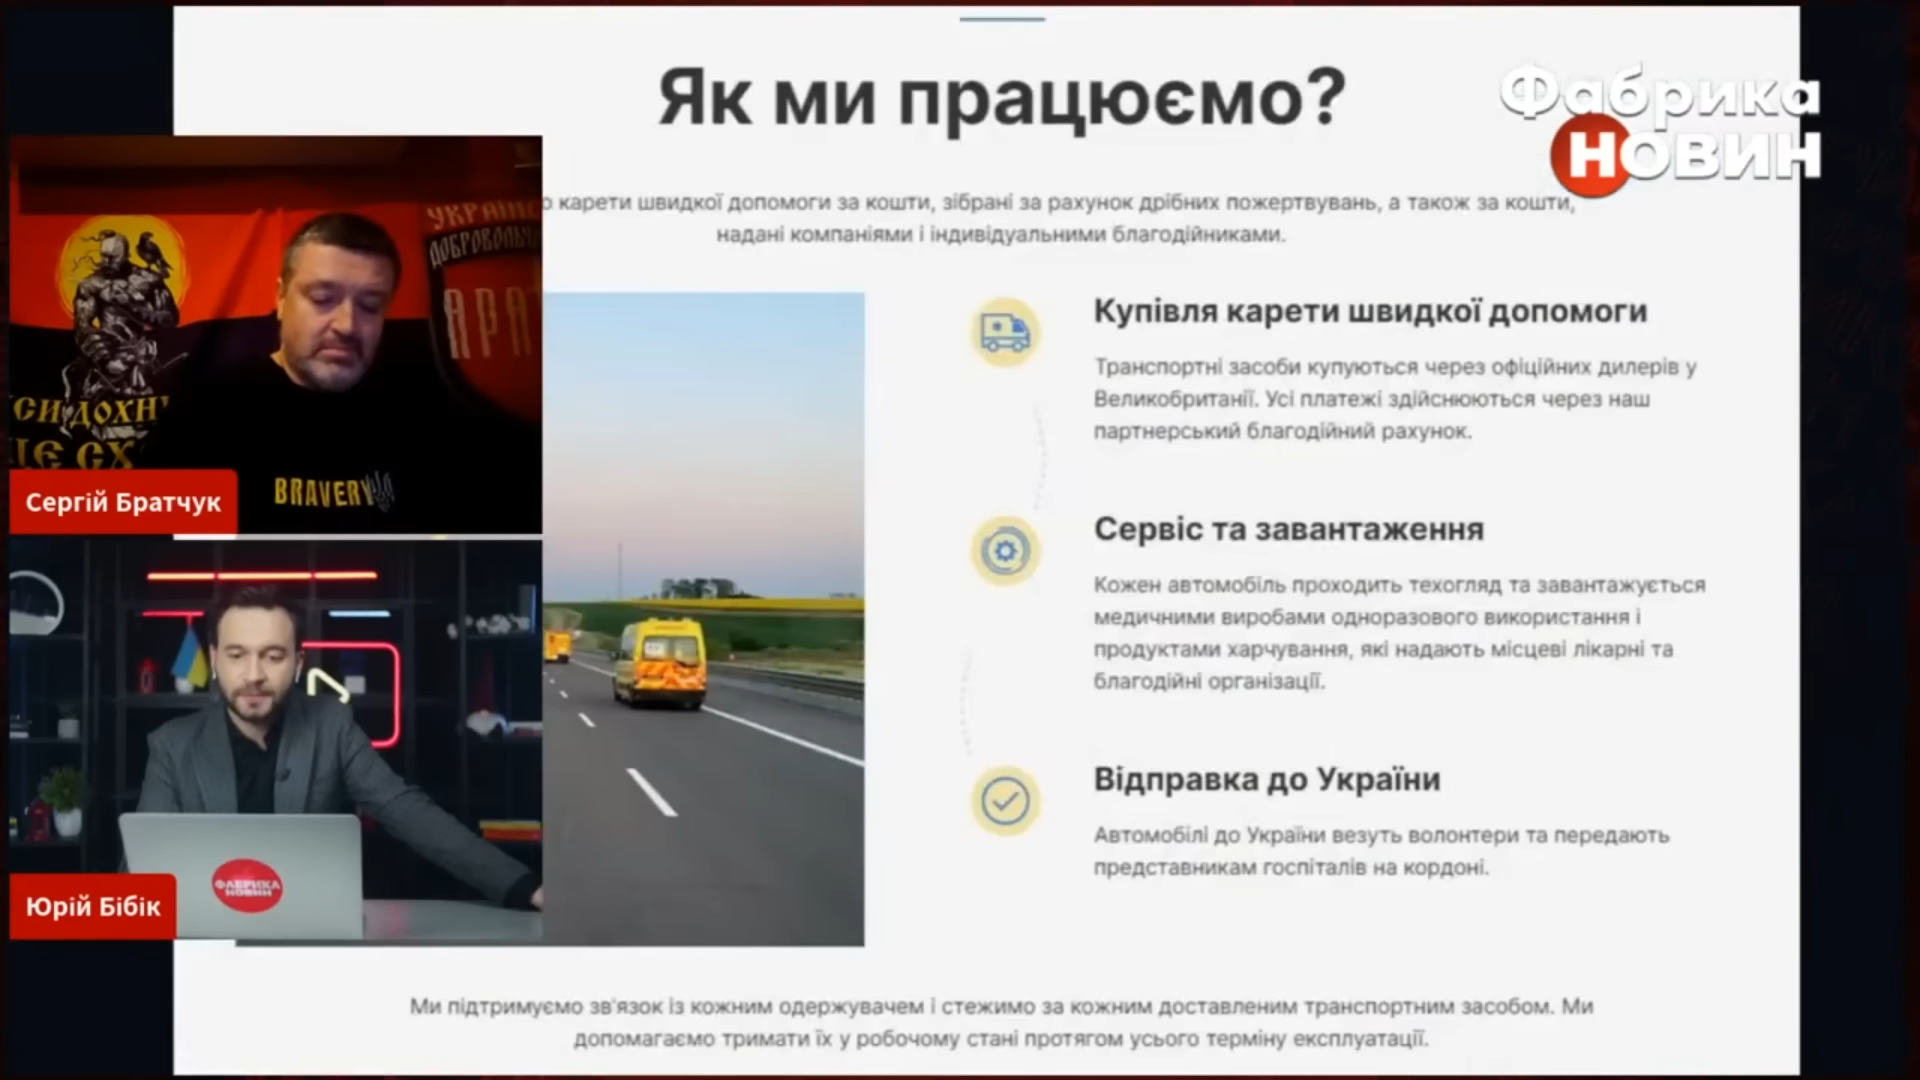 Як ми працюємо?
Фабрика
новин
карети швидкої допомоги за кошти, зібрані за рахунок дрібних пожертвувань, а також за кошти,
надані компаніями і індивідуальними благодійниками.
Купівля карети швидкої допомоги
Транспортні засоби купуються через офіційних дилерів у
Великобританії. Усі платежі здійснюються через наш
партнерський благодійний рахунок.
Сервіс та завантаження
Кожен автомобіль проходить техогляд та завантажується
медичними виробами одноразового використання і
продуктами харчування, які надають місцеві лікарні та
благодійні організації.
Відправка до України
Автомобілі до України везуть волонтери та передають
представникам госпіталів на кордоні.
Ми підтримуємо зв'язок із кожним одержувачем і стежимо за кожним доставленим транспортним засобом. Ми
допомагаємо тримати їх у робочому стані протягом усього терміну експлуатації.
BRAVERY
Сергій Братчук
ФАБРИКА
НОВИН
Юрій Бібік